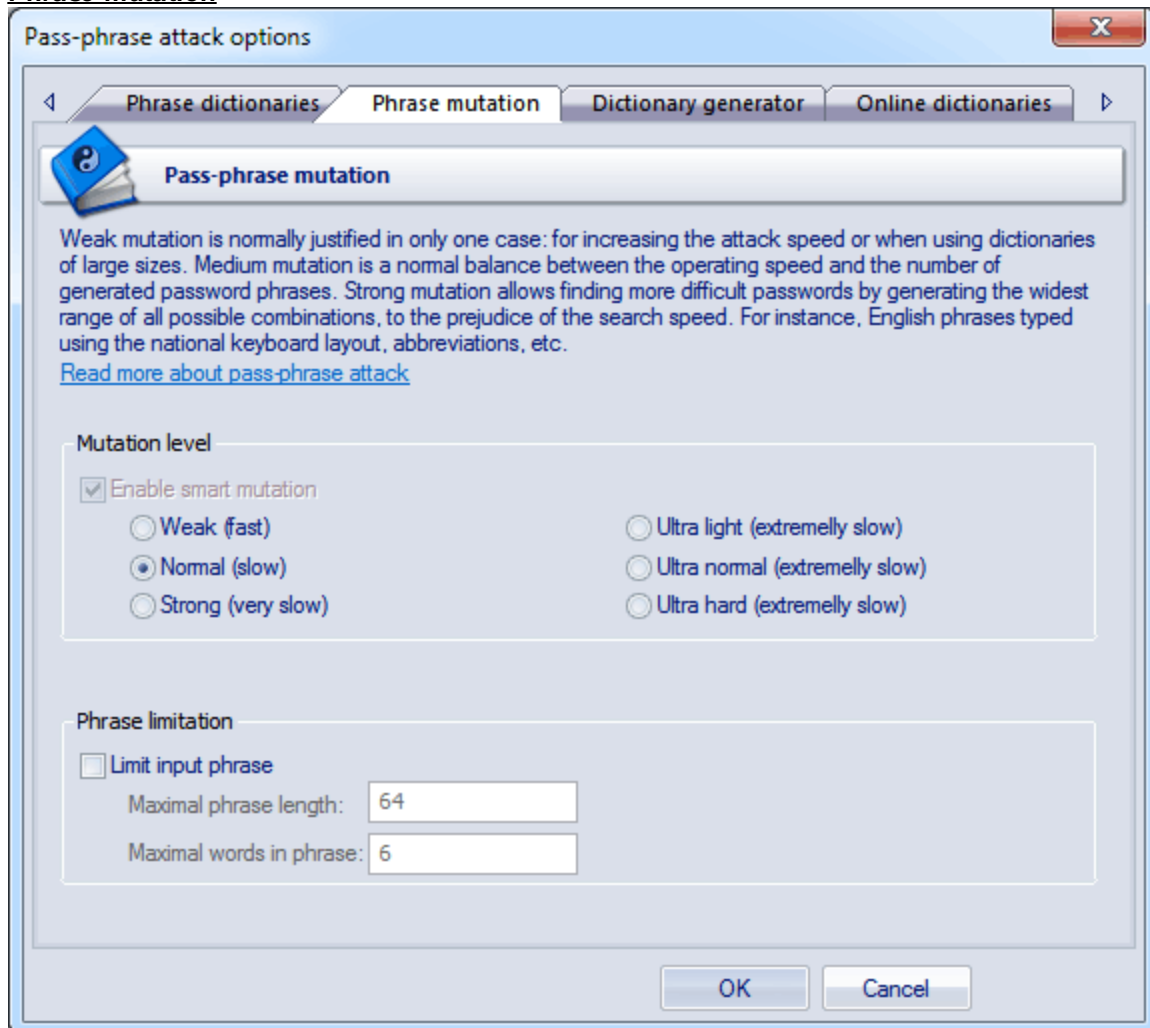 Phrase mutation
Pass-phrase attack options
Phrase dictionaries
Phrase mutation
Dictionary generator
Online dictionaries
Pass-phrase mutation
Weak mutation is normally justified in only one case: for increasing the attack speed or when using dictionaries
of large sizes. Medium mutation is a normal balance between the operating speed and the number of
generated password phrases. Strong mutation allows finding more difficult passwords by generating the widest
range of all possible combinations, to the prejudice of the search speed. For instance, English phrases typed
using the national keyboard layout, abbreviations, etc.
Read more about pass-phrase attack
Mutation level
Enable smart mutation
Weak (fast)
Normal (slow)
Strong (very slow)
Ultra light (extremelly slow)
Ultra normal (extremelly slow)
Ultra hard (extremelly slow)
Phrase limitation
Limit input phrase
Maximal phrase length: 64
Maximal words in phrase: 6
OK
Cancel